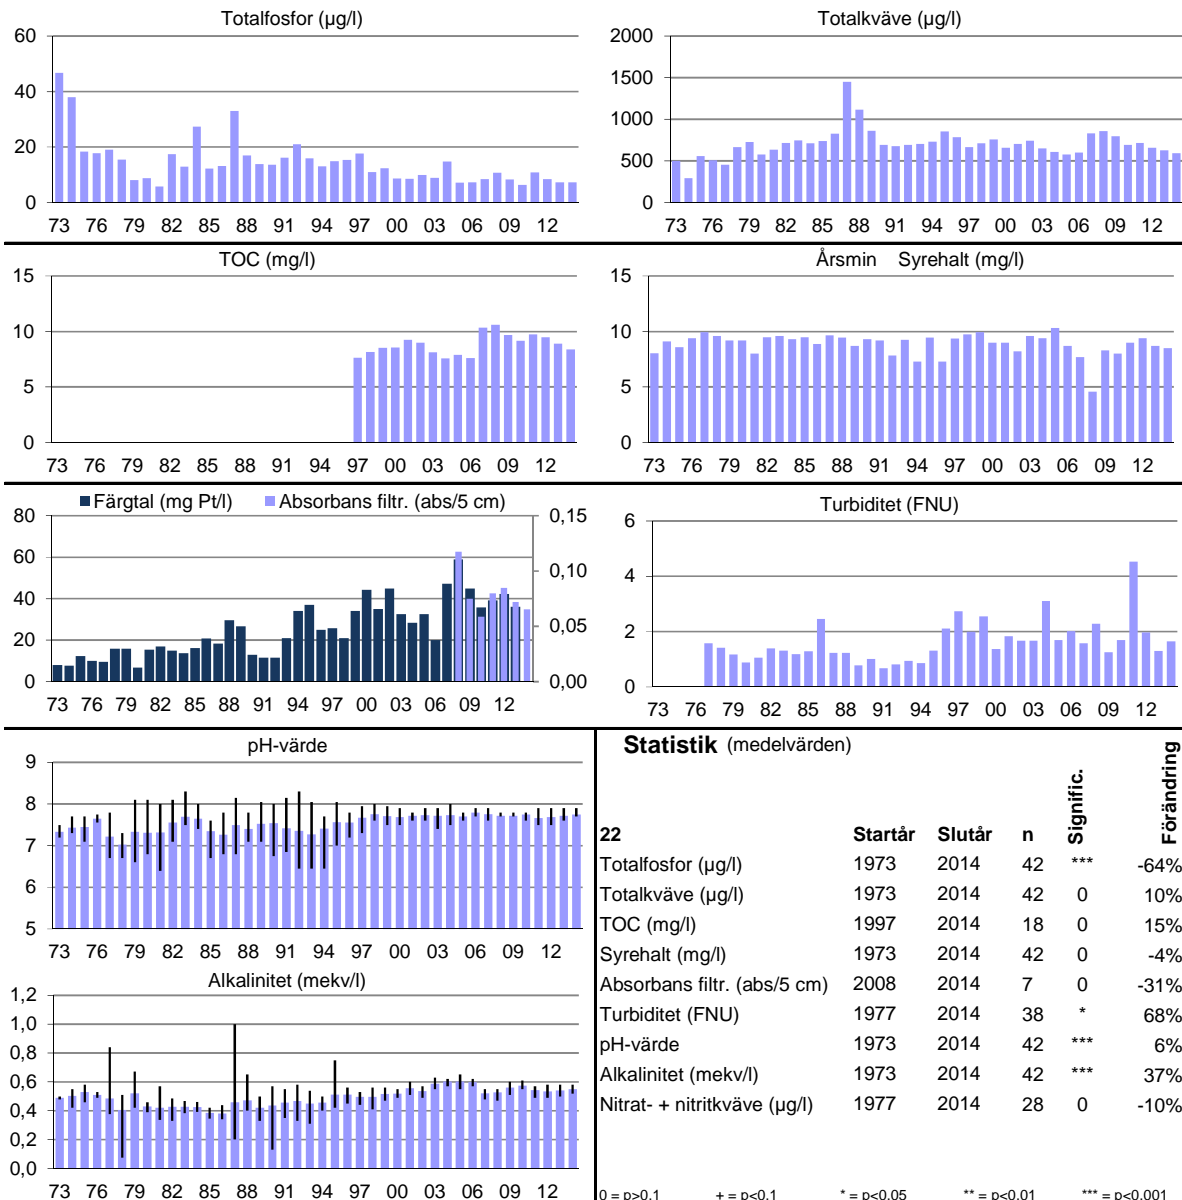 Totalfosfor (µg/l)
60
40
20
0
73 76 79 82 85 88 91 94 97 00 03 06 09 12
Totalkväve (µg/l)
2000
1500
1000
500
0
73 76 79 82 85 88 91 94 97 00 03 06 09 12
TOC (mg/l)
15
10
5
0
73 76 79 82 85 88 91 94 97 00 03 06 09 12
Årsmin Syrehalt (mg/l)
15
10
5
0
73 76 79 82 85 88 91 94 97 00 03 06 09 12
Färgtal (mg Pt/l) Absorbans filtr. (abs/5 cm)
80 0,15
60
0,10
40
0,05
20
0 0,00
73 76 79 82 85 88 91 94 97 00 03 06 09 12
Turbiditet (FNU)
6
4
2
0
73 76 79 82 85 88 91 94 97 00 03 06 09 12
pH-värde
9
8
7
6
5
73 76 79 82 85 88 91 94 97 00 03 06 09 12
Alkalinitet (mekv/l)
1,2
1,0
0,8
0,6
0,4
0,2
0,0
73 76 79 82 85 88 91 94 97 00 03 06 09 12
Statistik (medelvärden)
22 Startår Slutår n Signific. Förändring
Totalfosfor (µg/l) 1973 2014 42 *** -64%
Totalkväve (µg/l) 1973 2014 42 0 10%
TOC (mg/l) 1997 2014 18 0 15%
Syrehalt (mg/l) 1973 2014 42 0 -4%
Absorbans filtr. (abs/5 cm) 2008 2014 7 0 -31%
Turbiditet (FNU) 1977 2014 38 * 68%
pH-värde 1973 2014 42 *** 6%
Alkalinitet (mekv/l) 1973 2014 42 *** 37%
Nitrat- + nitritkväve (µg/l) 1977 2014 28 0 -10%
0 = p>0.1 + = p<0.1 * = p<0.05 ** = p<0.01 *** = p<0.001